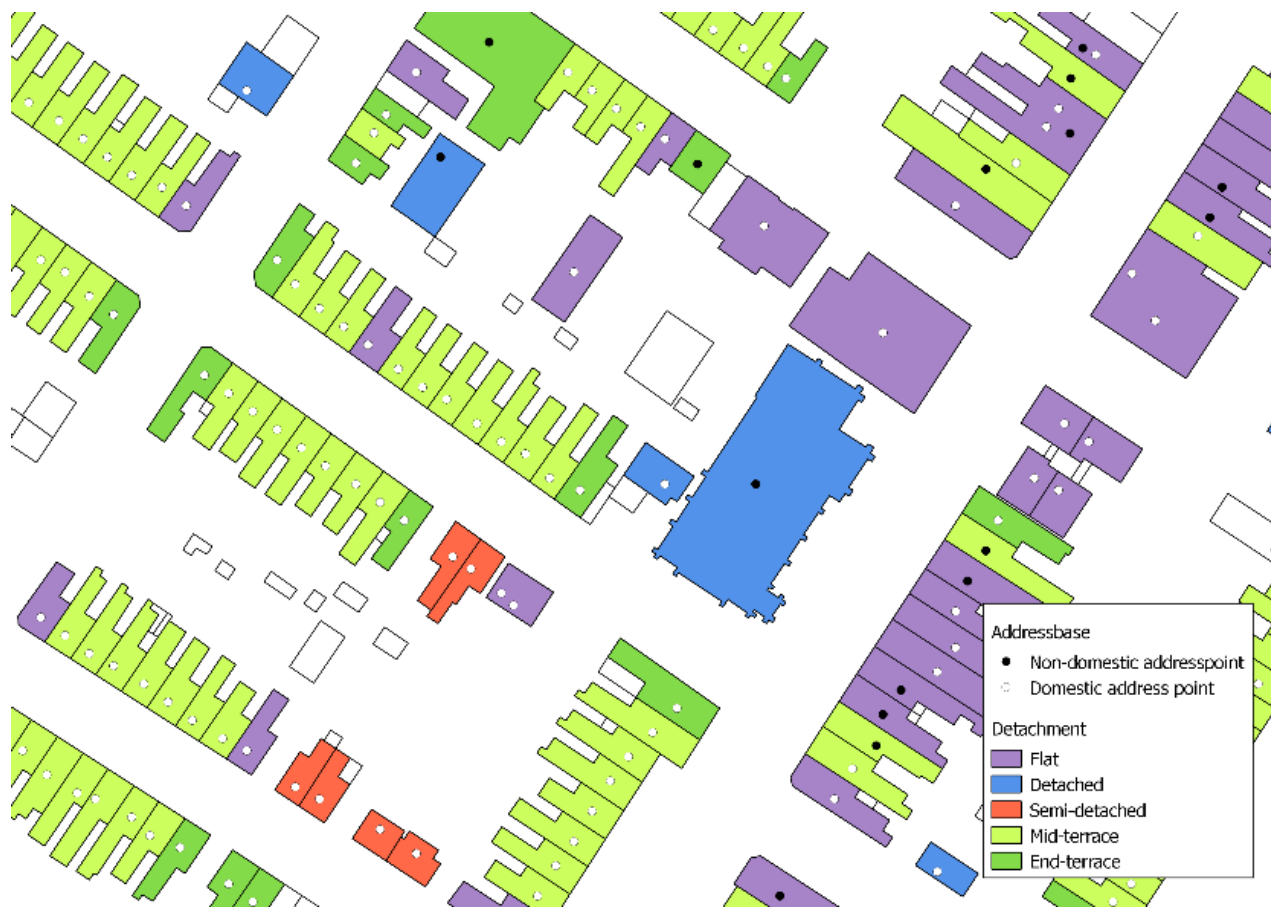 Addressbase
Non-domestic addresspoint
Domestic address point
Detachment
Flat
Detached
Semi-detached
Mid-terrace
End-terrace